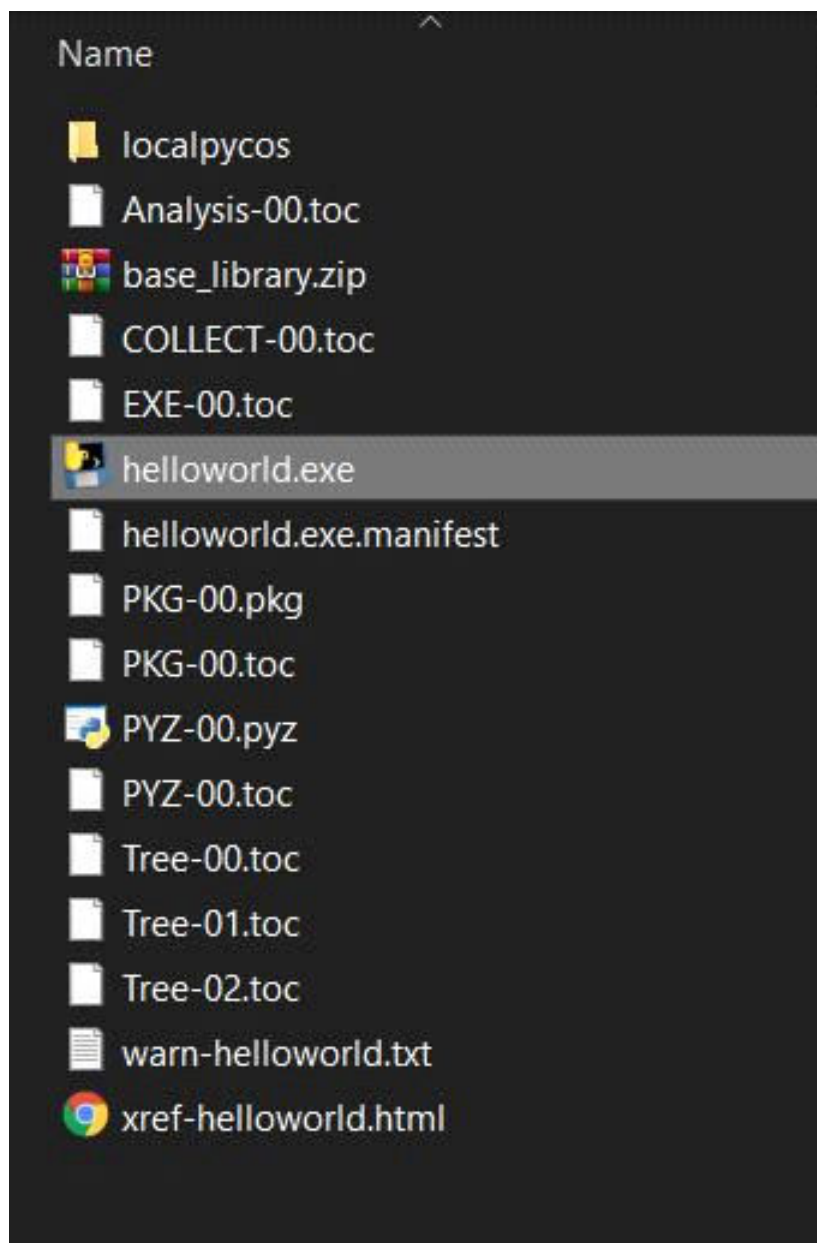 Name
localpycos
Analysis-00.toc
base_library.zip
COLLECT-00.toc
EXE-00.toc
helloworld.exe
helloworld.exe.manifest
PKG-00.pkg
PKG-00.toc
PYZ-00.pyz
PYZ-00.toc
Tree-00.toc
Tree-01.toc
Tree-02.toc
warn-helloworld.txt
xref-helloworld.html